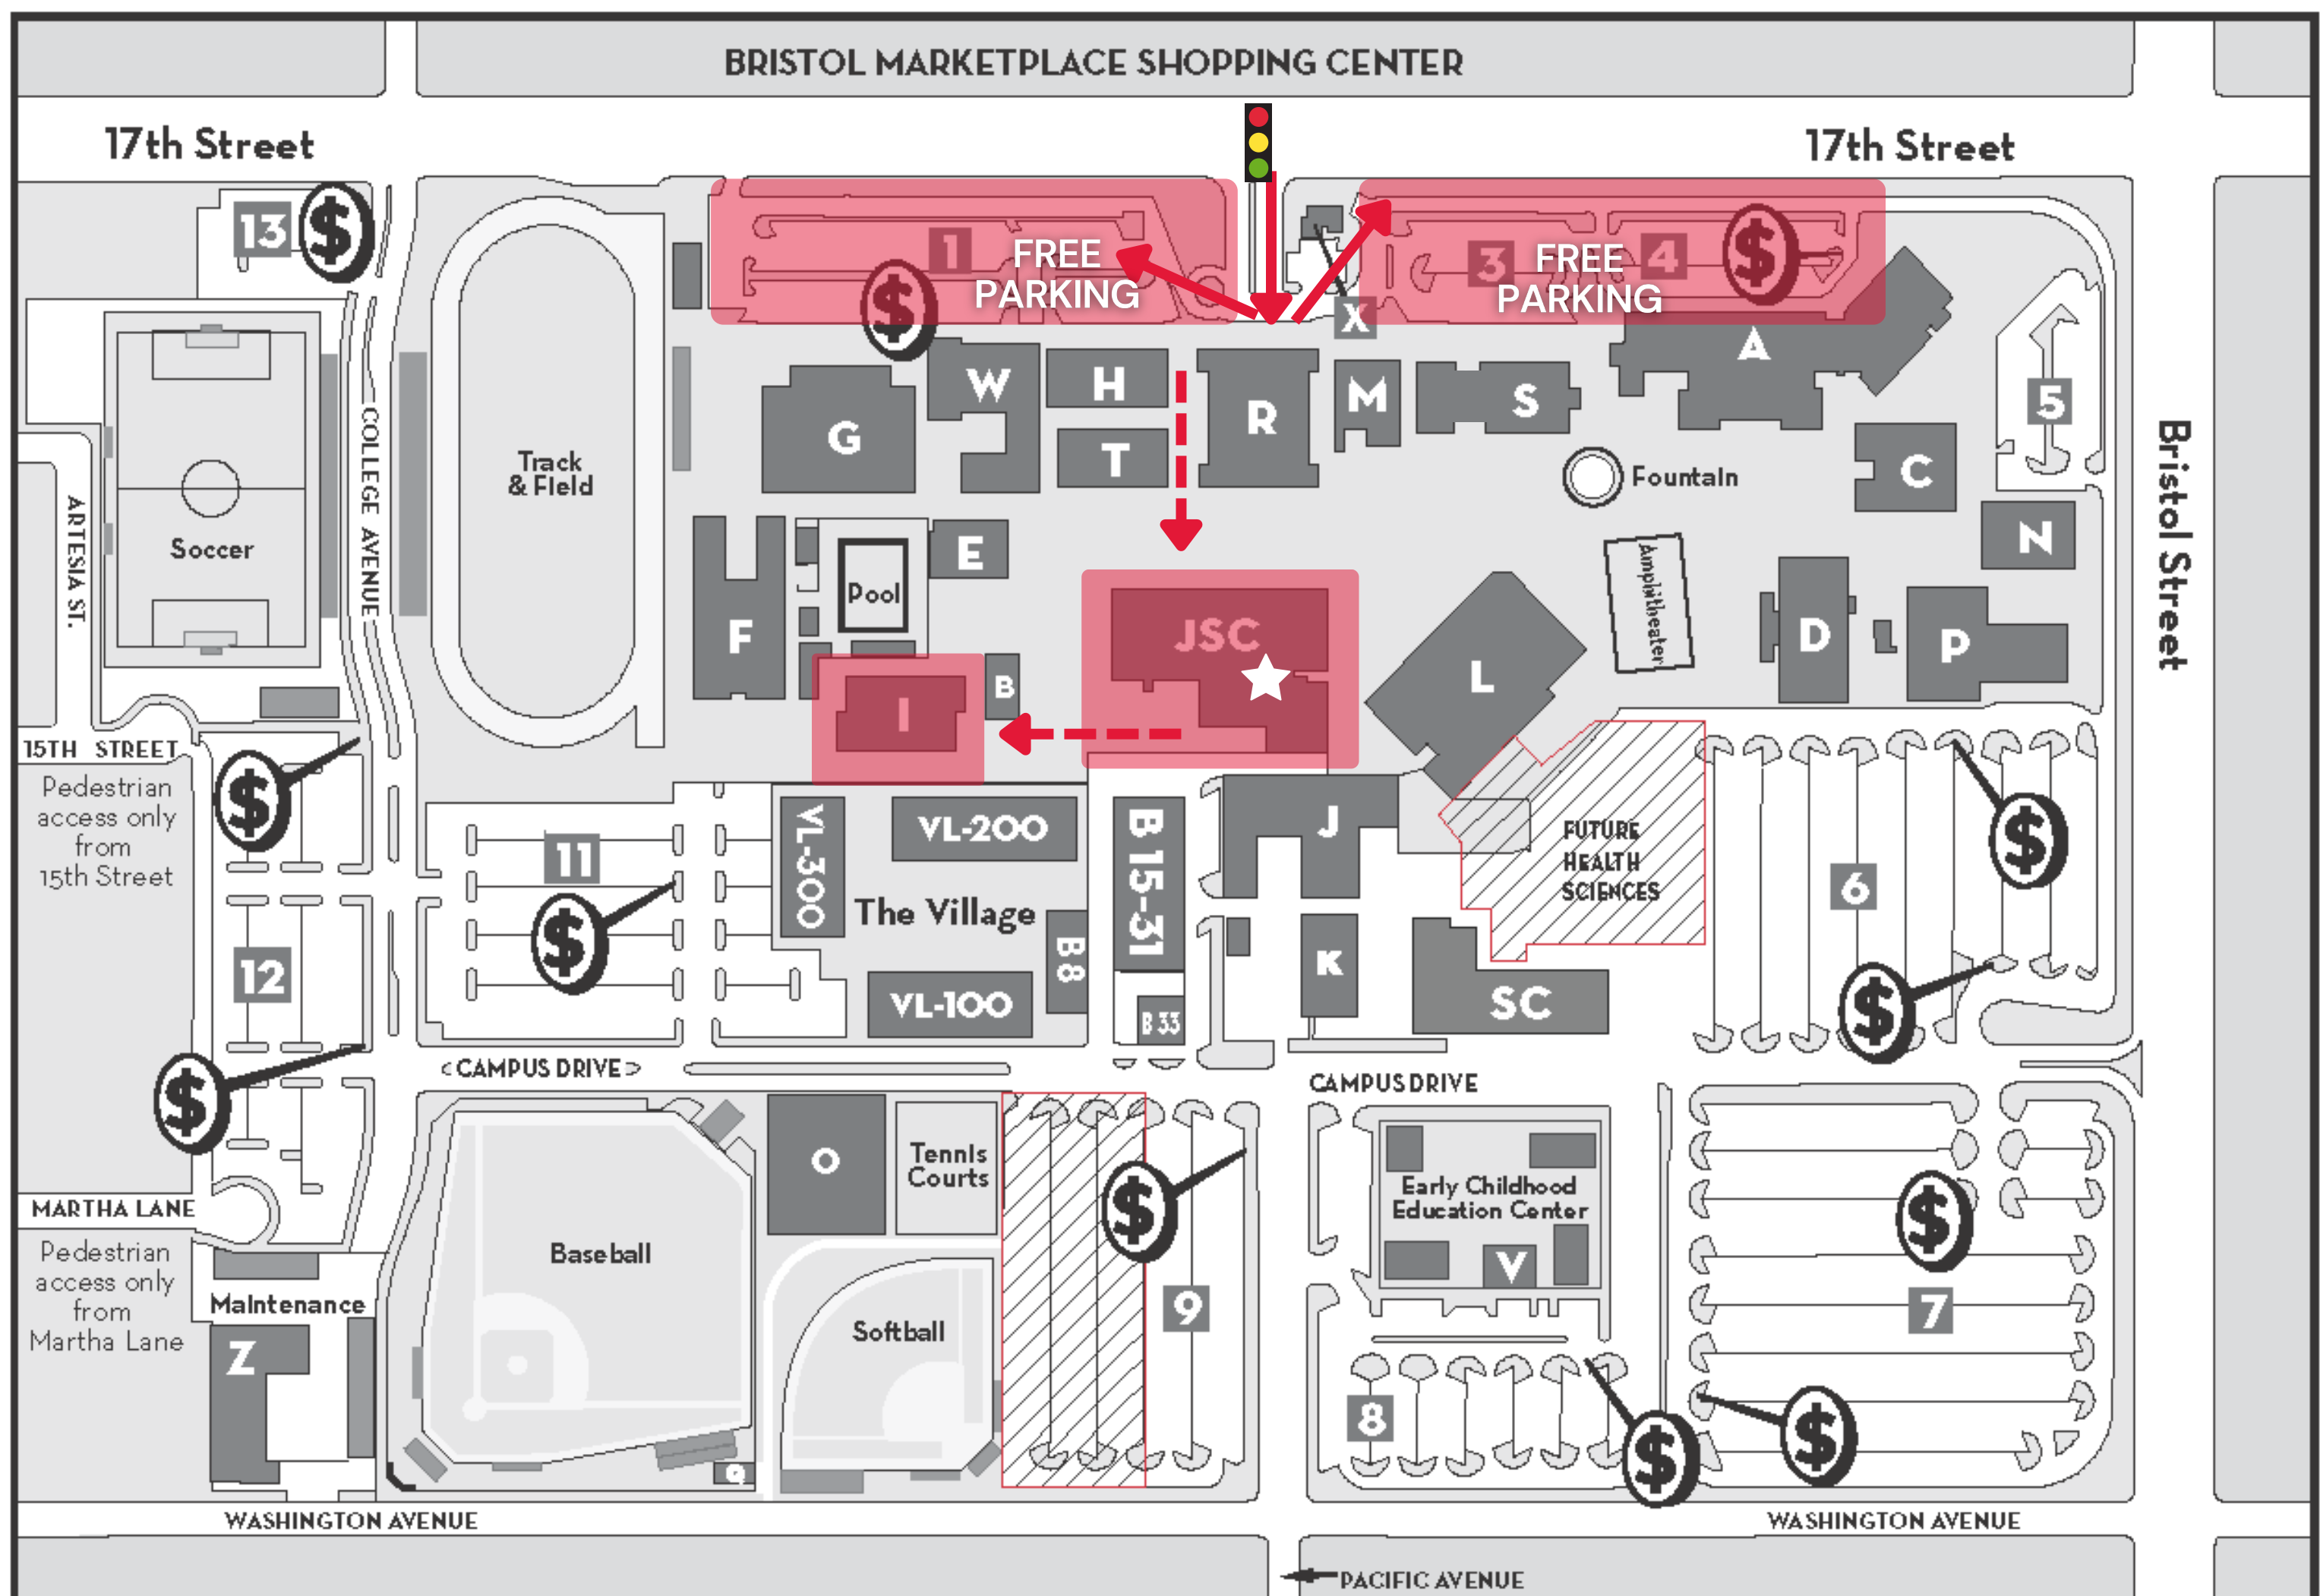 BRISTOL MARKETPLACE SHOPPING CENTER
17th Street
17th Street
13
$
1
FREE
PARKING
$
3
4
FREE
PARKING
$
X
A
5
W
H
R
M
S
G
T
C
Fountain
Track
& Field
COLLEGE AVENUE
ARTESIA ST.
Soccer
Bristol Street
N
E
Pool
F
Amphitheater
JSC
L
D
P
B
I
15TH STREET
Pedestrian
access only
from
15th Street
$
11
$
12
VL-300
VL-200
The Village
B 8
VL-100
B 15-31
B 33
J
K
SC
FUTURE
HEALTH
SCIENCES
6
$
$
$
<CAMPUS DRIVE>
CAMPUS DRIVE
O
Tennis
Courts
$
Early Childhood
Education Center
V
$
MARTHA LANE
Pedestrian
access only
from
Martha Lane
Baseball
Maintenance
Z
Softball
9
7
8
$
$
Q
WASHINGTON AVENUE
WASHINGTON AVENUE
PACIFIC AVENUE